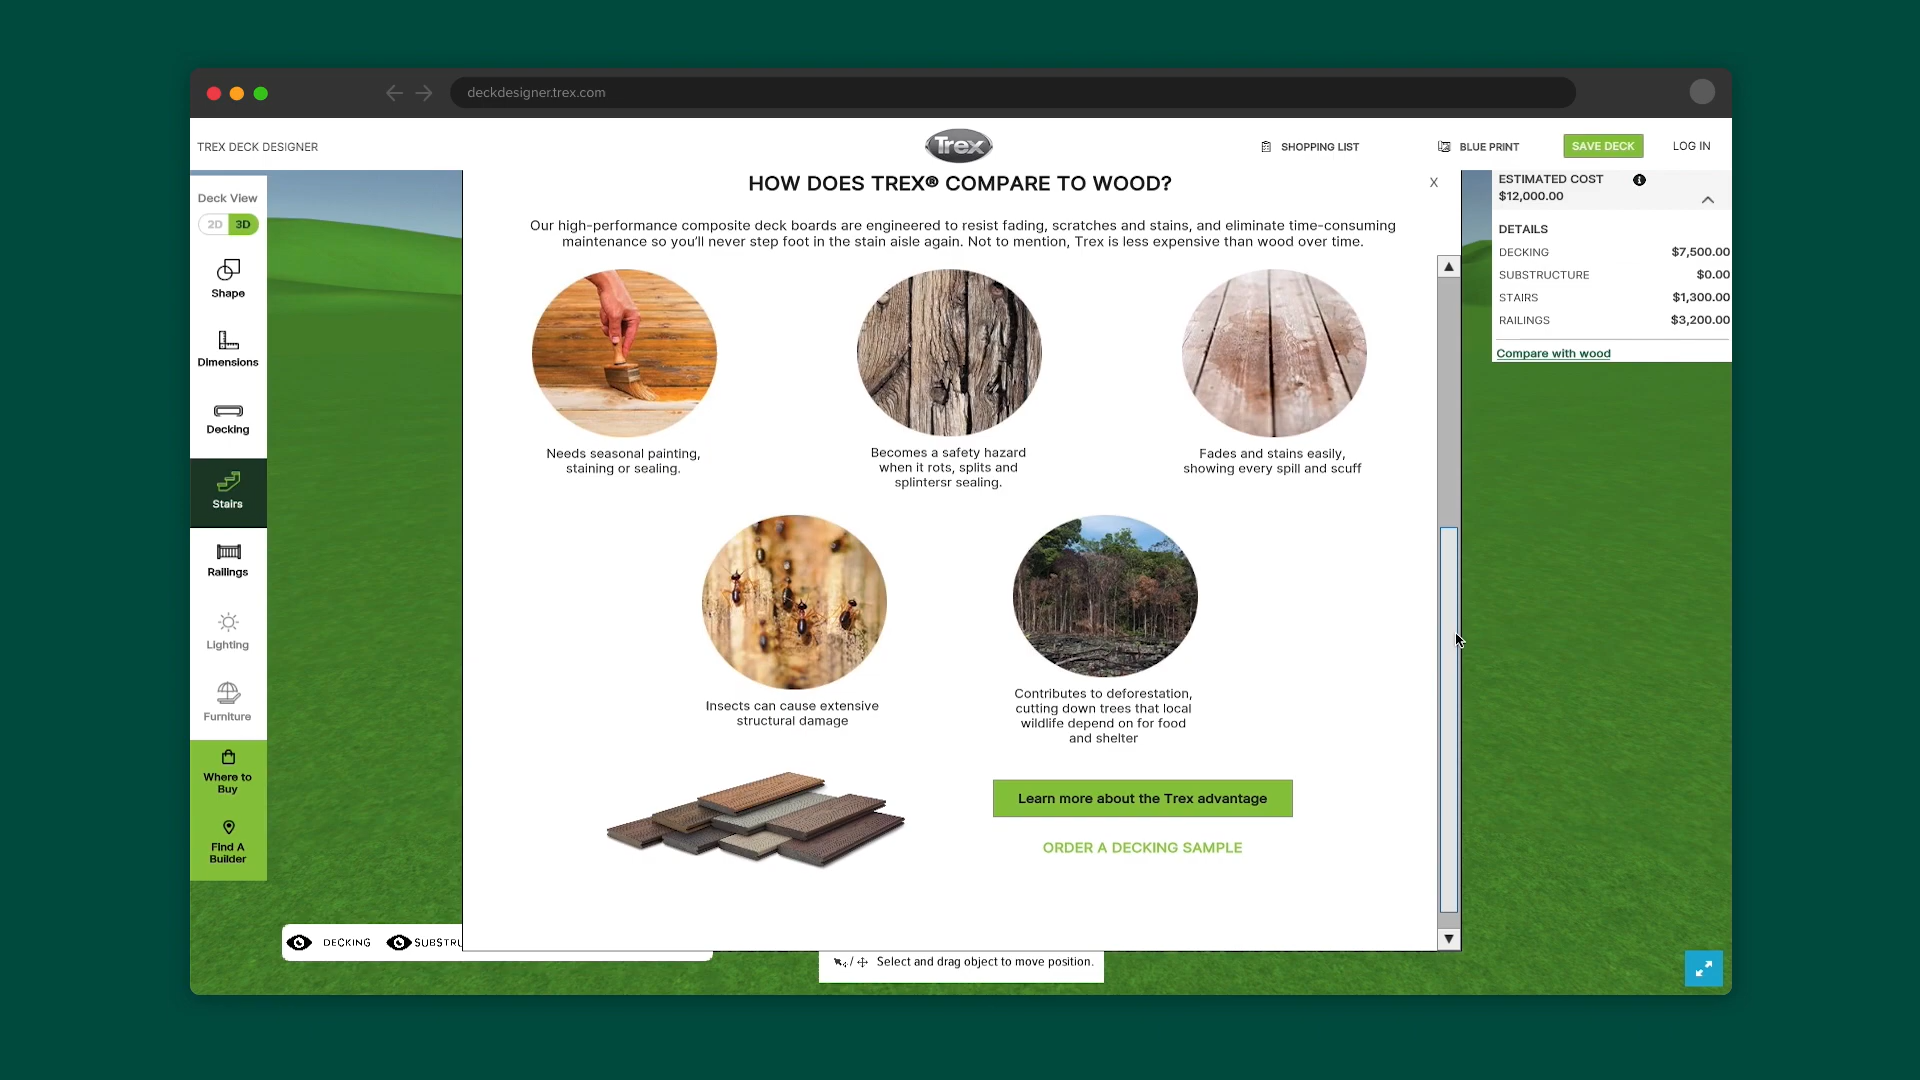 deckdesigner.trex.com
TREX DECK DESIGNER
Trex
SHOPPING LIST
BLUE PRINT
SAVE DECK
LOG IN
Deck View
2D
3D
Shape
Dimensions
Decking
Stairs
Railings
Lighting
Furniture
Where to
Buy
Find A
Builder
HOW DOES TREX® COMPARE TO WOOD?
X
Our high-performance composite deck boards are engineered to resist fading, scratches and stains, and eliminate time-consuming
maintenance so you'll never step foot in the stain aisle again. Not to mention, Trex is less expensive than wood over time.
Needs seasonal painting,
staining or sealing.
Becomes a safety hazard
when it rots, splits and
splintersr sealing.
Fades and stains easily,
showing every spill and scuff
Insects can cause extensive
structural damage
Contributes to deforestation,
cutting down trees that local
wildlife depend on for food
and shelter
Learn more about the Trex advantage
ORDER A DECKING SAMPLE
ESTIMATED COST
$12,000.00
DETAILS
DECKING $7,500.00
SUBSTRUCTURE $0.00
STAIRS $1,300.00
RAILINGS $3,200.00
Compare with wood
DECKING
SUBSTRU
Select and drag object to move position.